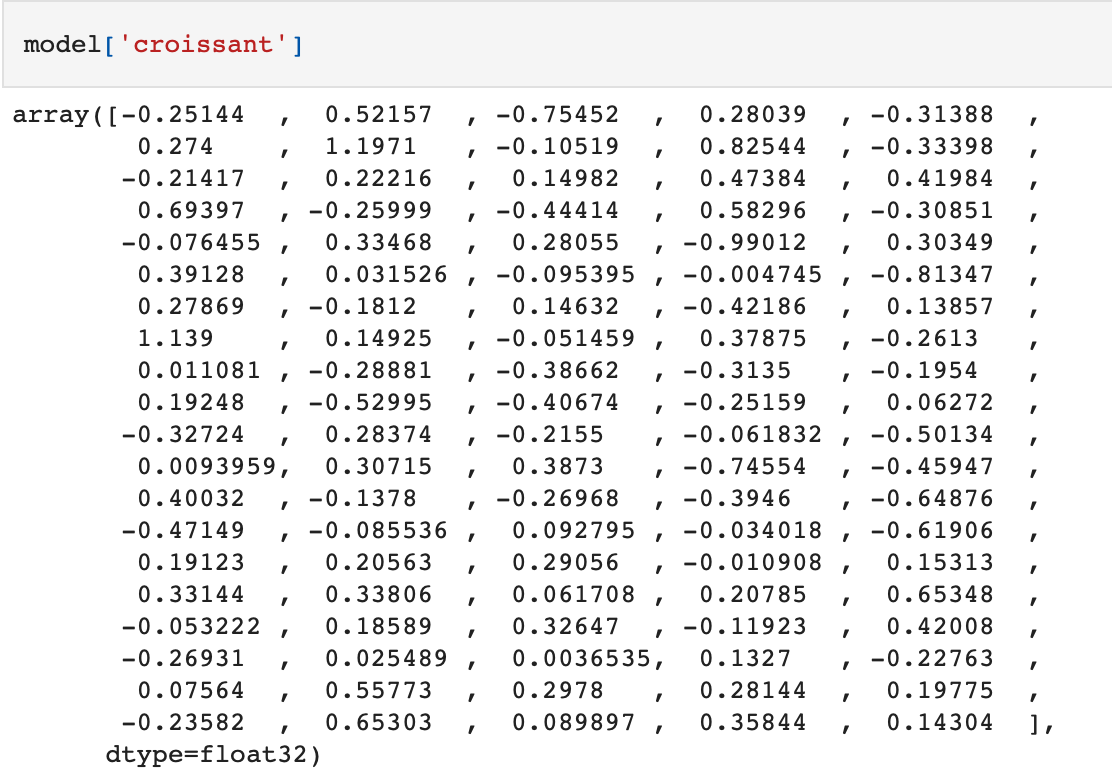 model['croissant']
array([-0.25144  ,  0.52157  , -0.75452  ,  0.28039  , -0.31388  ,
        0.274    ,  1.1971   , -0.10519  ,  0.82544  , -0.33398  ,
       -0.21417  ,  0.22216  ,  0.14982  ,  0.47384  ,  0.41984  ,
        0.69397  , -0.25999  , -0.44414  ,  0.58296  , -0.30851  ,
       -0.076455 ,  0.33468  ,  0.28055  , -0.99012  ,  0.30349  ,
        0.39128  ,  0.031526 , -0.095395 , -0.004745 , -0.81347  ,
        0.27869  , -0.1812   ,  0.14632  , -0.42186  ,  0.13857  ,
        1.139    ,  0.14925  , -0.051459 ,  0.37875  , -0.2613   ,
        0.011081 , -0.28881  , -0.38662  , -0.3135   , -0.1954   ,
        0.19248  , -0.52995  , -0.40674  , -0.25159  ,  0.06272  ,
       -0.32724  ,  0.28374  , -0.2155   , -0.061832 , -0.50134  ,
        0.0093959,  0.30715  ,  0.3873   , -0.74554  , -0.45947  ,
        0.40032  , -0.1378   , -0.26968  , -0.3946   , -0.64876  ,
       -0.47149  , -0.085536 ,  0.092795 , -0.034018 , -0.61906  ,
        0.19123  ,  0.20563  ,  0.29056  , -0.010908 ,  0.15313  ,
        0.33144  ,  0.33806  ,  0.061708 ,  0.20785  ,  0.65348  ,
       -0.053222 ,  0.18589  ,  0.32647  , -0.11923  ,  0.42008  ,
       -0.26931  ,  0.025489 ,  0.0036535,  0.1327   , -0.22763  ,
        0.07564  ,  0.55773  ,  0.2978   ,  0.28144  ,  0.19775  ,
       -0.23582  ,  0.65303  ,  0.089897 ,  0.35844  ,  0.14304  ],
      dtype=float32)